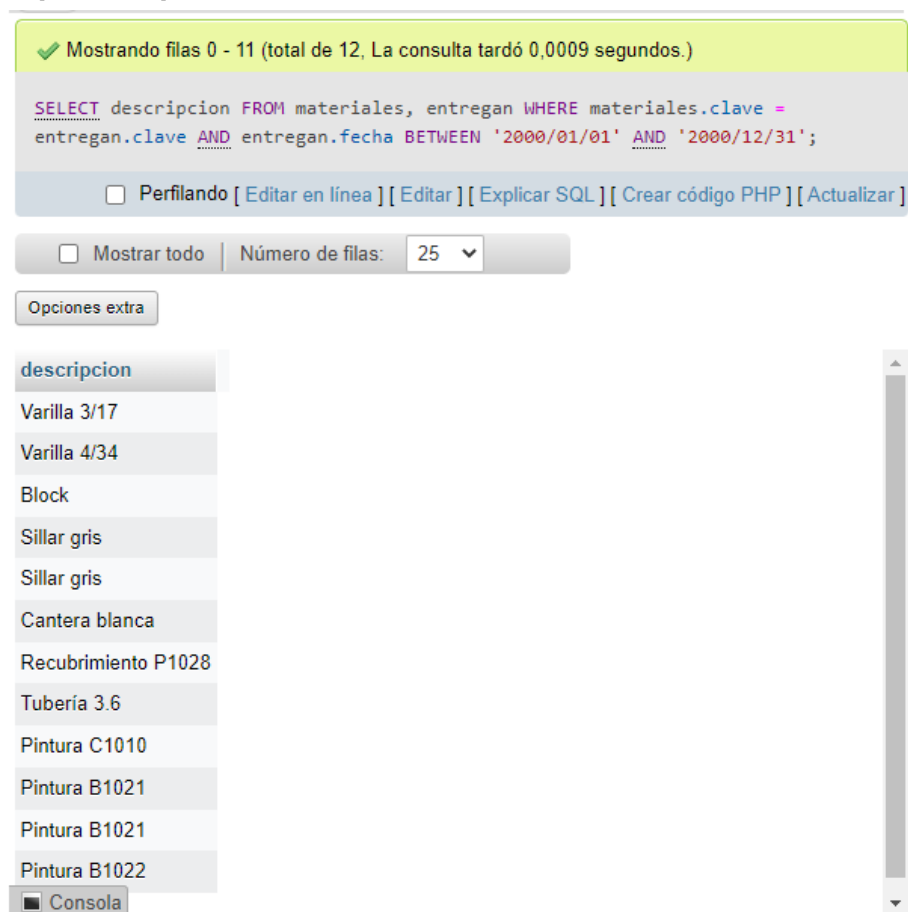 Mostrando filas 0 - 11 (total de 12, La consulta tardó 0,0009 segundos.)
SELECT descripcion FROM materiales, entregan WHERE materiales.clave =
entregan.clave AND entregan.fecha BETWEEN '2000/01/01' AND '2000/12/31';
Perfilando [ Editar en línea ] [ Editar ] [ Explicar SQL ] [ Crear código PHP ] [ Actualizar ]
Mostrar todo | Número de filas: 25
Opciones extra
descripcion
Varilla 3/17
Varilla 4/34
Block
Sillar gris
Sillar gris
Cantera blanca
Recubrimiento P1028
Tubería 3.6
Pintura C1010
Pintura B1021
Pintura B1021
Pintura B1022
Consola